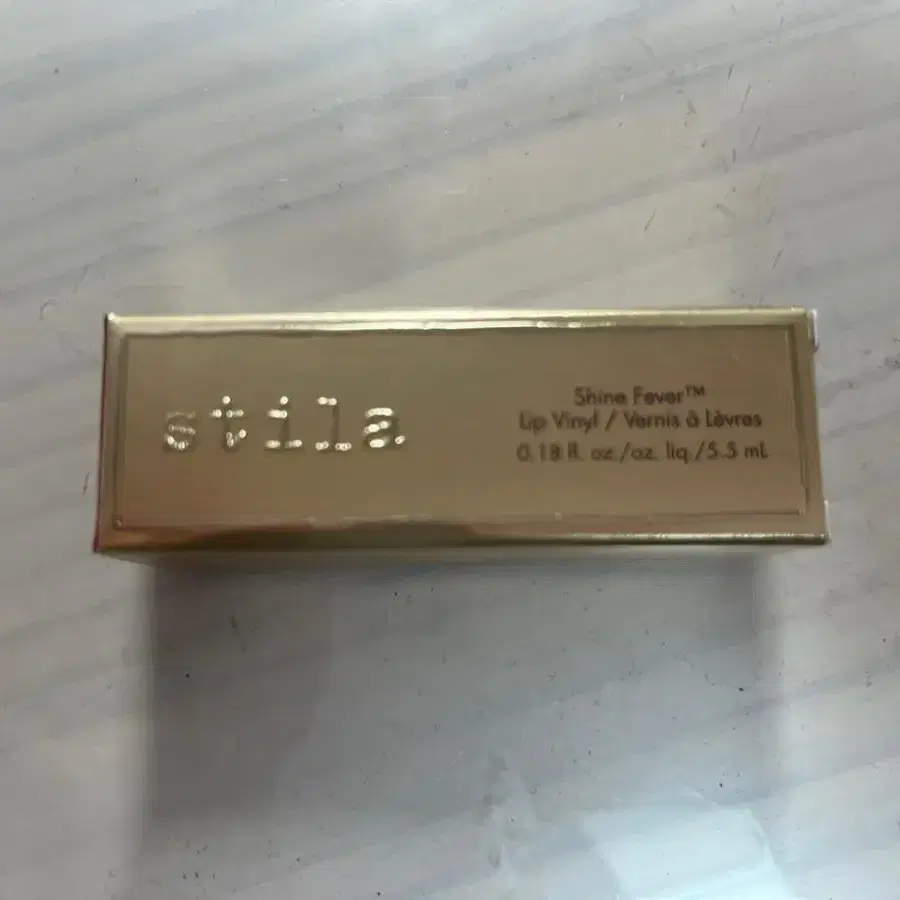 stila
Shine Fever™
Lip Vinyl / Vernis à Lèvres
0.18 fl. oz./oz. liq./5.5 mL